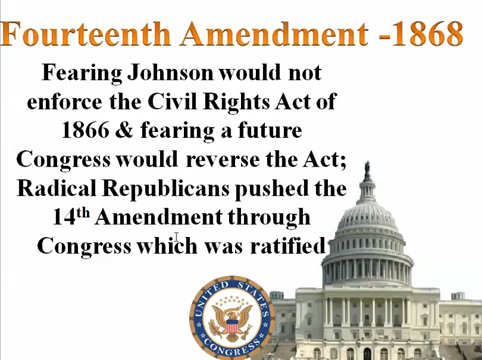 Fourteenth Amendment -1868
Fearing Johnson would not
enforce the Civil Rights Act of
1866 & fearing a future
Congress would reverse the Act;
Radical Republicans pushed the
14th Amendment through
Congress which was ratified
UNITED STATES
CONGRESS